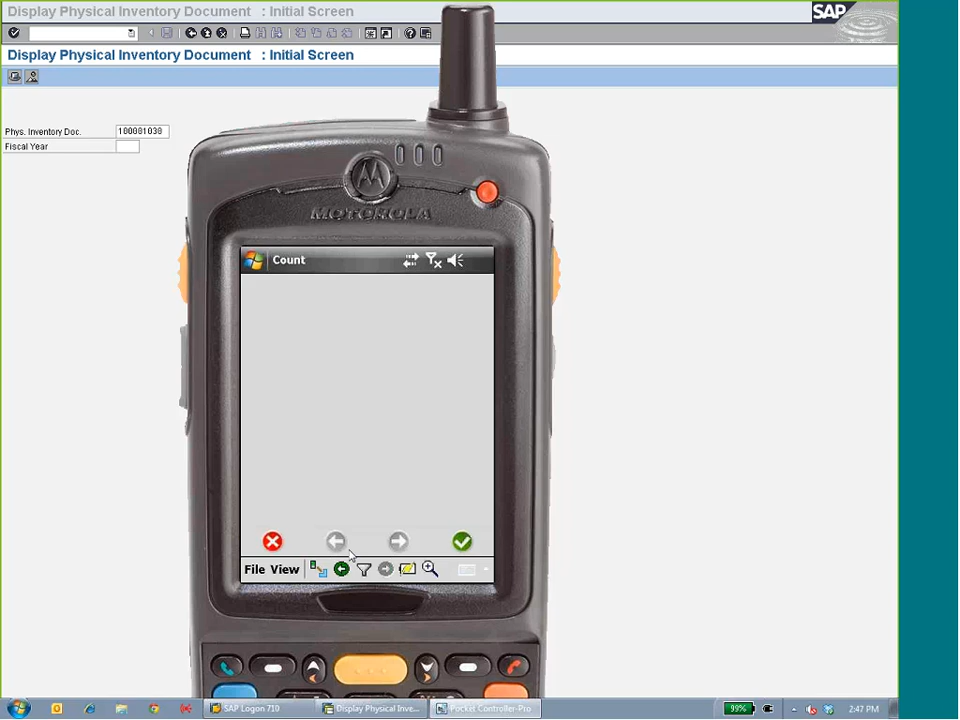 Display Physical Inventory Document : Initial Screen
SAP
Display Physical Inventory Document : Initial Screen
Phys. Inventory Doc. 100081030
Fiscal Year
MOTOROLA
Count
File View
SAP Logon 710
Display Physical Inve...
Pocket Controller-Pro
99%
2:47 PM